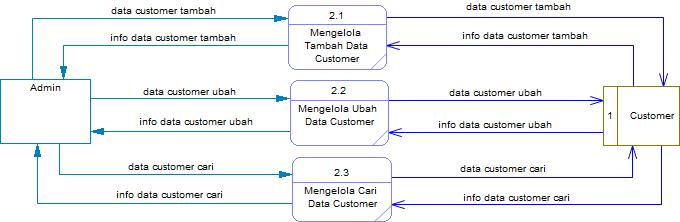 data customer tambah
2.1
data customer tambah
info data customer tambah
Mengelola
Tambah Data
Customer
info data customer tambah
Admin
data customer ubah
2.2
data customer ubah
info data customer ubah
Mengelola Ubah
Data Customer
info data customer ubah
1
Customer
data customer cari
2.3
data customer cari
info data customer cari
Mengelola Cari
Data Customer
info data customer cari